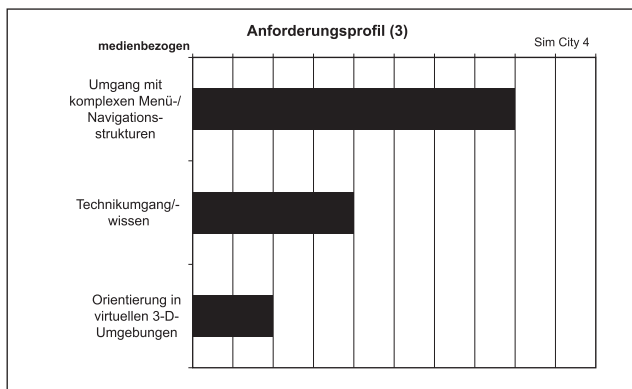 Anforderungsprofil (3)
medienbezogen
Sim City 4
Umgang mit
komplexen Menü-/
Navigations-
strukturen
Technikumgang/-
wissen
Orientierung in
virtuellen 3-D-
Umgebungen